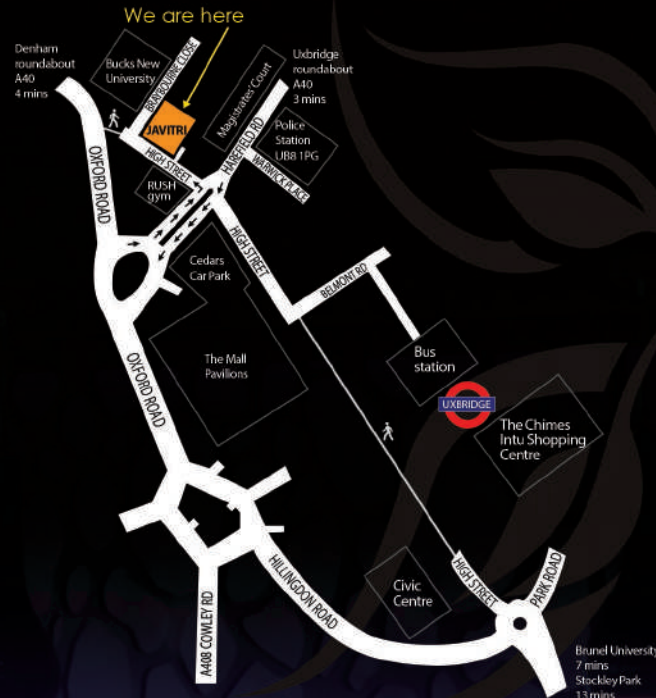 We are here
Denham
roundabout
A40
4 mins
Bucks New
University
BRAYBOURNE CLOSE
Magistrates' Court
Uxbridge
roundabout
A40
3 mins
JAVITRI
Police
Station
UB8 1PG
HAREFIELD RD
WARWICK PLACE
HIGH STREET
RUSH
gym
OXFORD ROAD
HIGH STREET
Cedars
Car Park
BELMONT RD
The Mall
Pavilions
Bus
station
OXFORD ROAD
UXBRIDGE
The Chimes
Intu Shopping
Centre
HILLINGDON ROAD
Civic
Centre
HIGH STREET
PARK ROAD
A408 COWLEY RD
Brunel University
7 mins
Stockley Park
13 mins